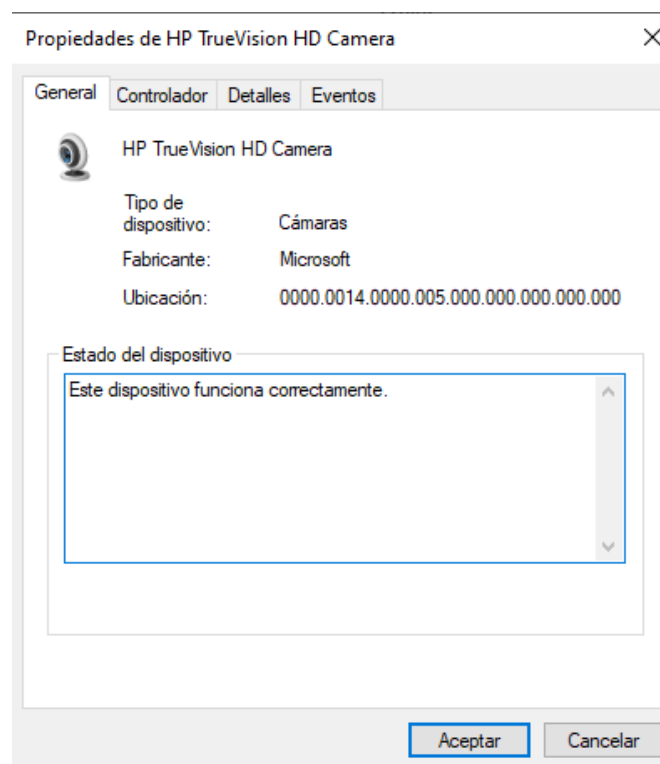 Propiedades de HP TrueVision HD Camera
General Controlador Detalles Eventos
HP TrueVision HD Camera
Tipo de
dispositivo: Cámaras
Fabricante: Microsoft
Ubicación: 0000.0014.0000.005.000.000.000.000.000
Estado del dispositivo
Este dispositivo funciona correctamente.
Aceptar Cancelar